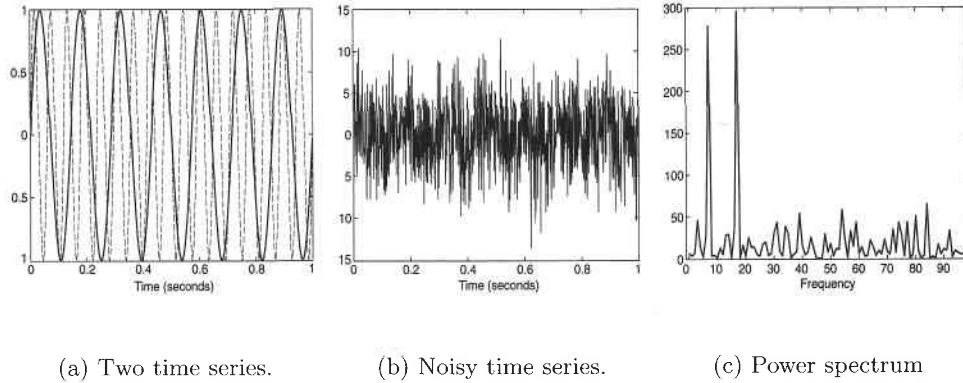 1
0.5
0
0.5
1
0 0.2 0.4 0.6 0.8 1
Time (seconds)
15
10
5
0
5
10
15
0 0.2 0.4 0.6 0.8 1
Time (seconds)
300
250
200
150
100
50
0
0 10 20 30 40 50 60 70 80 90
Frequency
(a) Two time series.
(b) Noisy time series.
(c) Power spectrum